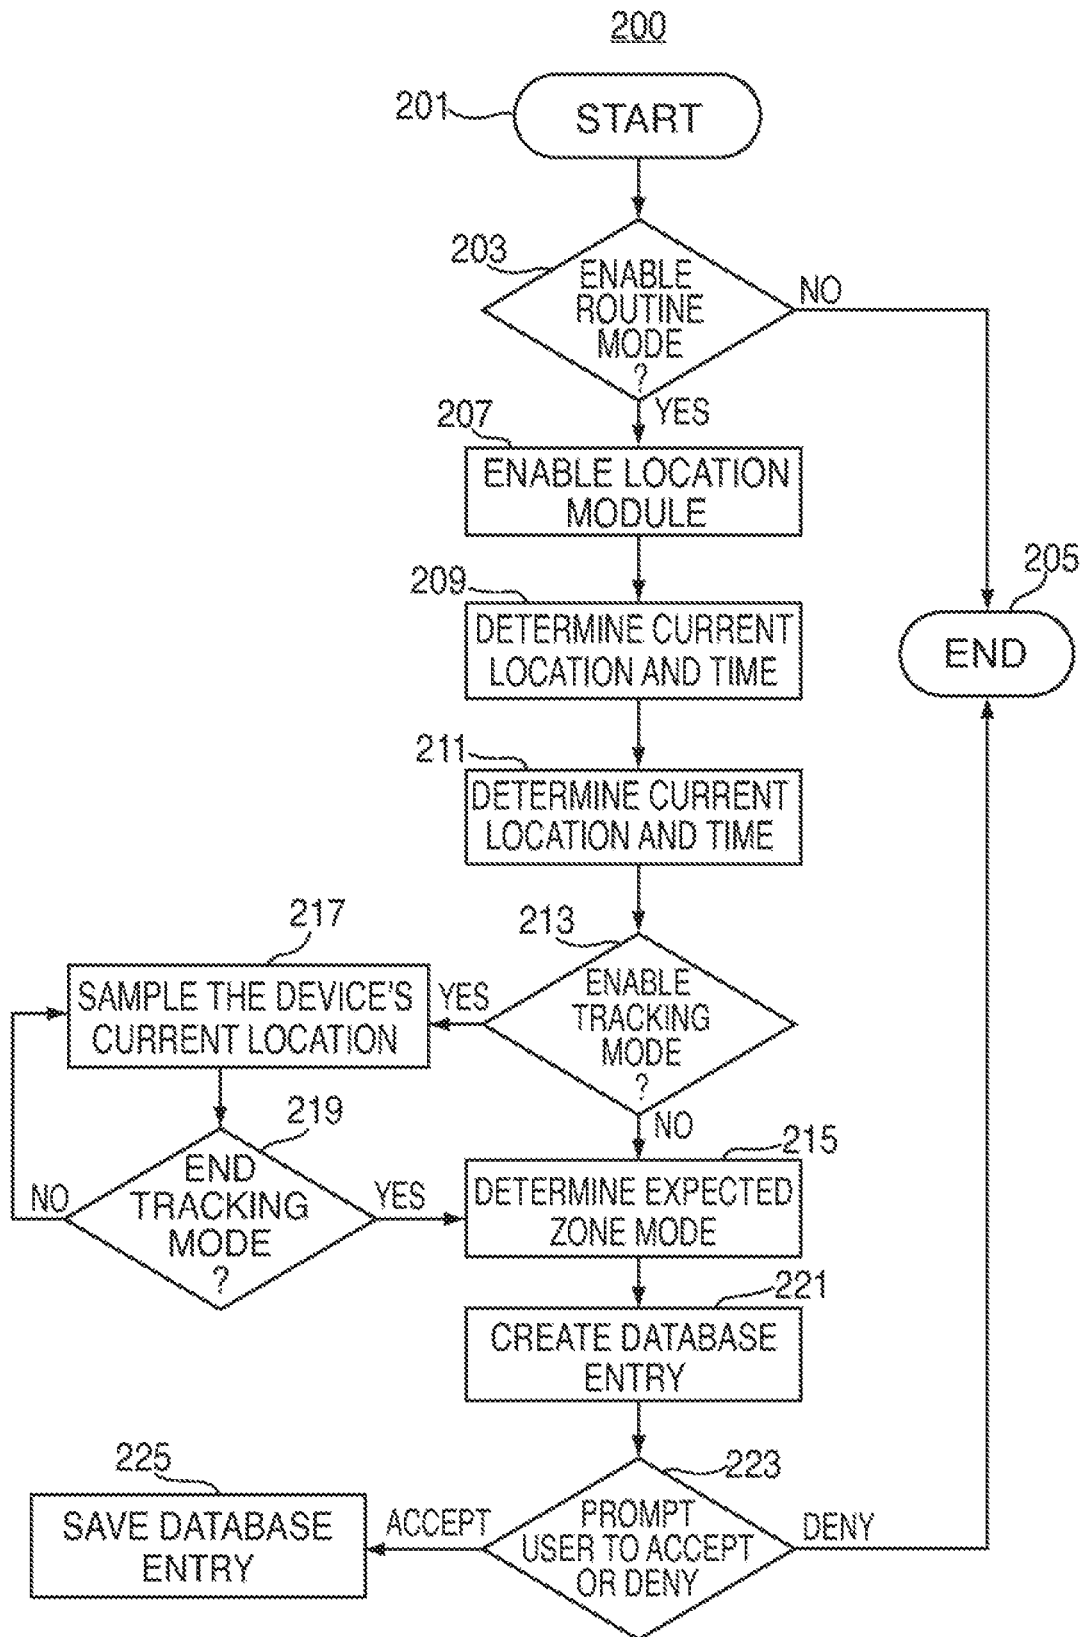 200
201
START
203
ENABLE
ROUTINE
MODE
?
NO
YES
207
ENABLE LOCATION
MODULE
209
DETERMINE CURRENT
LOCATION AND TIME
205
END
211
DETERMINE CURRENT
LOCATION AND TIME
213
ENABLE
TRACKING
MODE
?
YES
NO
217
SAMPLE THE DEVICE'S
CURRENT LOCATION
219
END
TRACKING
MODE
?
NO
YES
215
DETERMINE EXPECTED
ZONE MODE
221
CREATE DATABASE
ENTRY
223
PROMPT
USER TO ACCEPT
OR DENY
ACCEPT
DENY
225
SAVE DATABASE
ENTRY